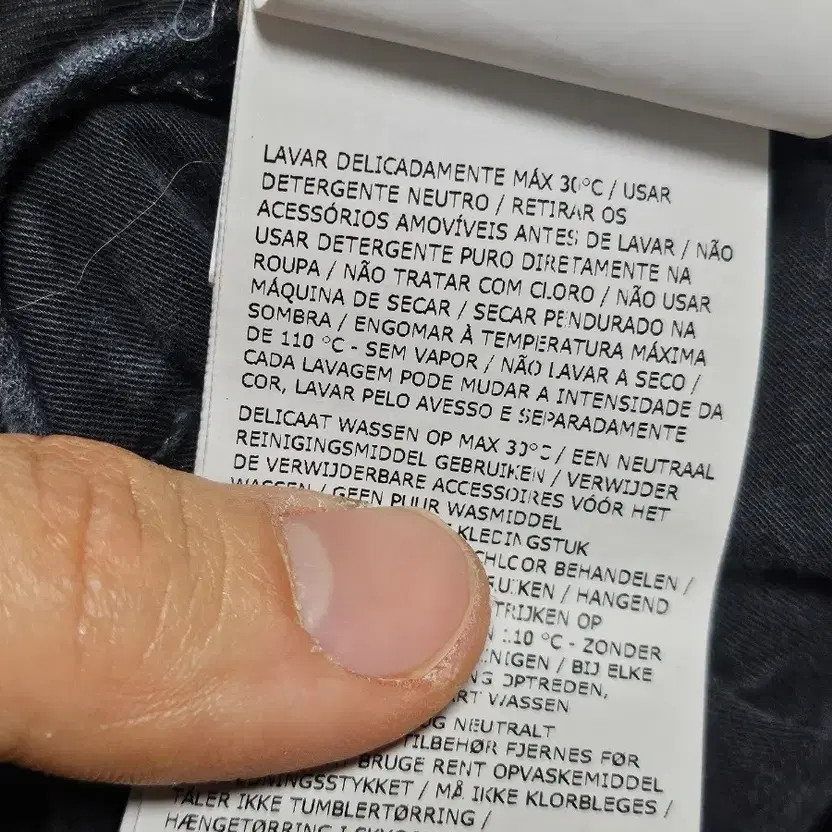 LAVAR DELICADAMENTE MÁX 30°C / USAR
DETERGENTE NEUTRO / RETIRAR OS
ACESSÓRIOS AMOVÍVEIS ANTES DE LAVAR / NÃO
USAR DETERGENTE PURO DIRETAMENTE NA
ROUPA / NÃO TRATAR COM CLORO / NÃO USAR
MÁQUINA DE SECAR / SECAR PENDURADO NA
SOMBRA / ENGOMAR À TEMPERATURA MÁXIMA
DE 110 °C - SEM VAPOR / NÃO LAVAR A SECO /
CADA LAVAGEM PODE MUDAR A INTENSIDADE DA
COR, LAVAR PELO AVESSO E SEPARADAMENTE
DELICAAT WASSEN OP MAX 30°C / EEN NEUTRAAL
REINIGINGSMIDDEL GEBRUIKEN / VERWIJDER
DE VERWIJDERBARE ACCESSOIRES VÓÓR HET
WASSEN / GEEN PUUR WASMIDDEL
KLEDINGSTUK
CHLOOR BEHANDELEN /
/ HANGEND
OP
110 °C - ZONDER
/ BIJ ELKE
OPTREDEN,
WASSEN
OG NEUTRALT
TILBEHØR FJERNES FØR
BRUGE RENT OPVASKEMIDDEL
/ MÅ IKKE KLORBLEGES /
TÅLER IKKE TUMBLERTØRRING /
HÆNGETØRRING I